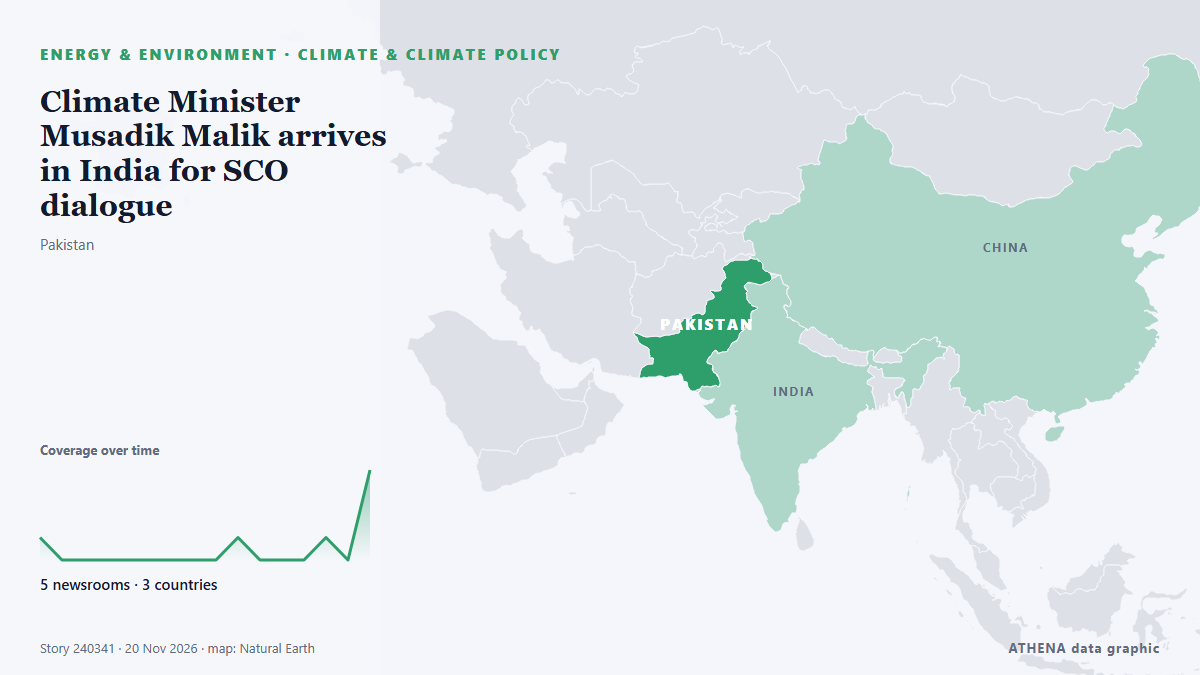 ENERGY & ENVIRONMENT · CLIMATE & CLIMATE POLICY
Climate Minister
Musadik Malik arrives
in India for SCO
dialogue
Pakistan
CHINA
PAKISTAN
INDIA
Coverage over time
5 newsrooms · 3 countries
Story 240341 · 20 Nov 2026 · map: Natural Earth
ATHENA data graphic